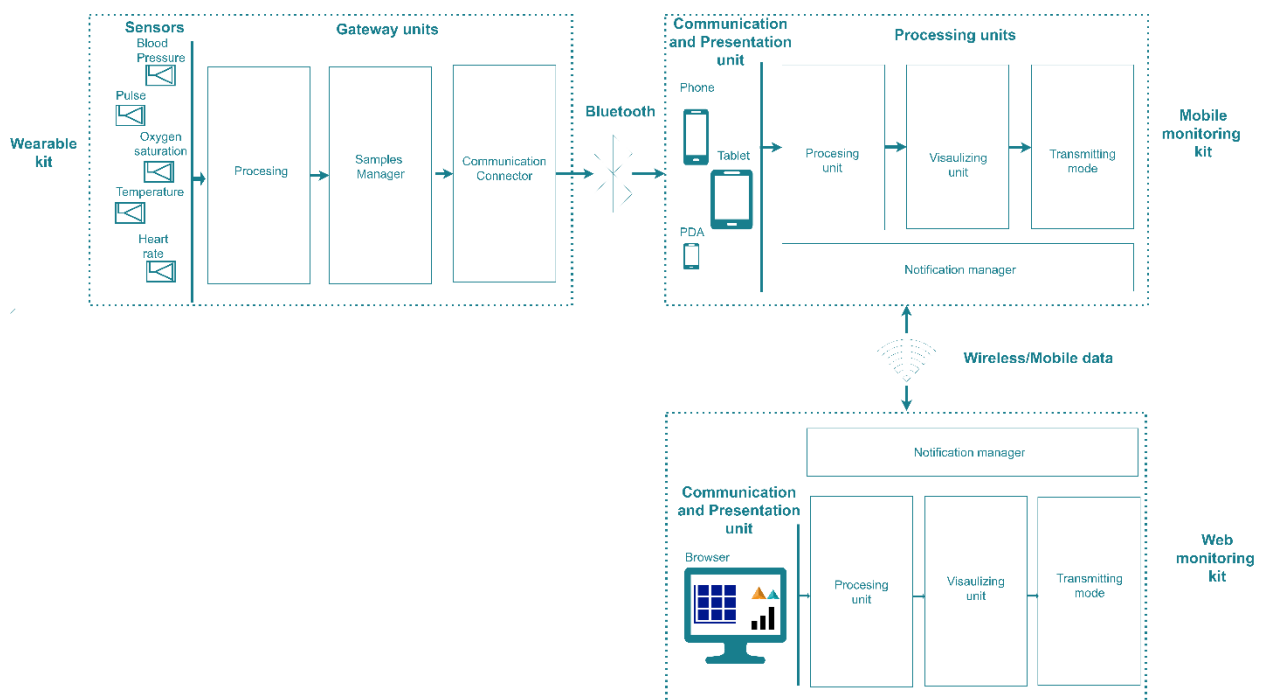 Sensors
Gateway units
Blood
Pressure
Pulse
Oxygen
saturation
Temperature
Heart
rate
Wearable
kit
Procesing
Samples
Manager
Communication
Connector
Bluetooth
Communication
and Presentation
unit
Processing units
Phone
Tablet
PDA
Procesing
unit
Visaulizing
unit
Transmitting
mode
Notification manager
Mobile
monitoring
kit
Wireless/Mobile data
Notification manager
Communication
and Presentation
unit
Browser
Procesing
unit
Visaulizing
unit
Transmitting
mode
Web
monitoring
kit